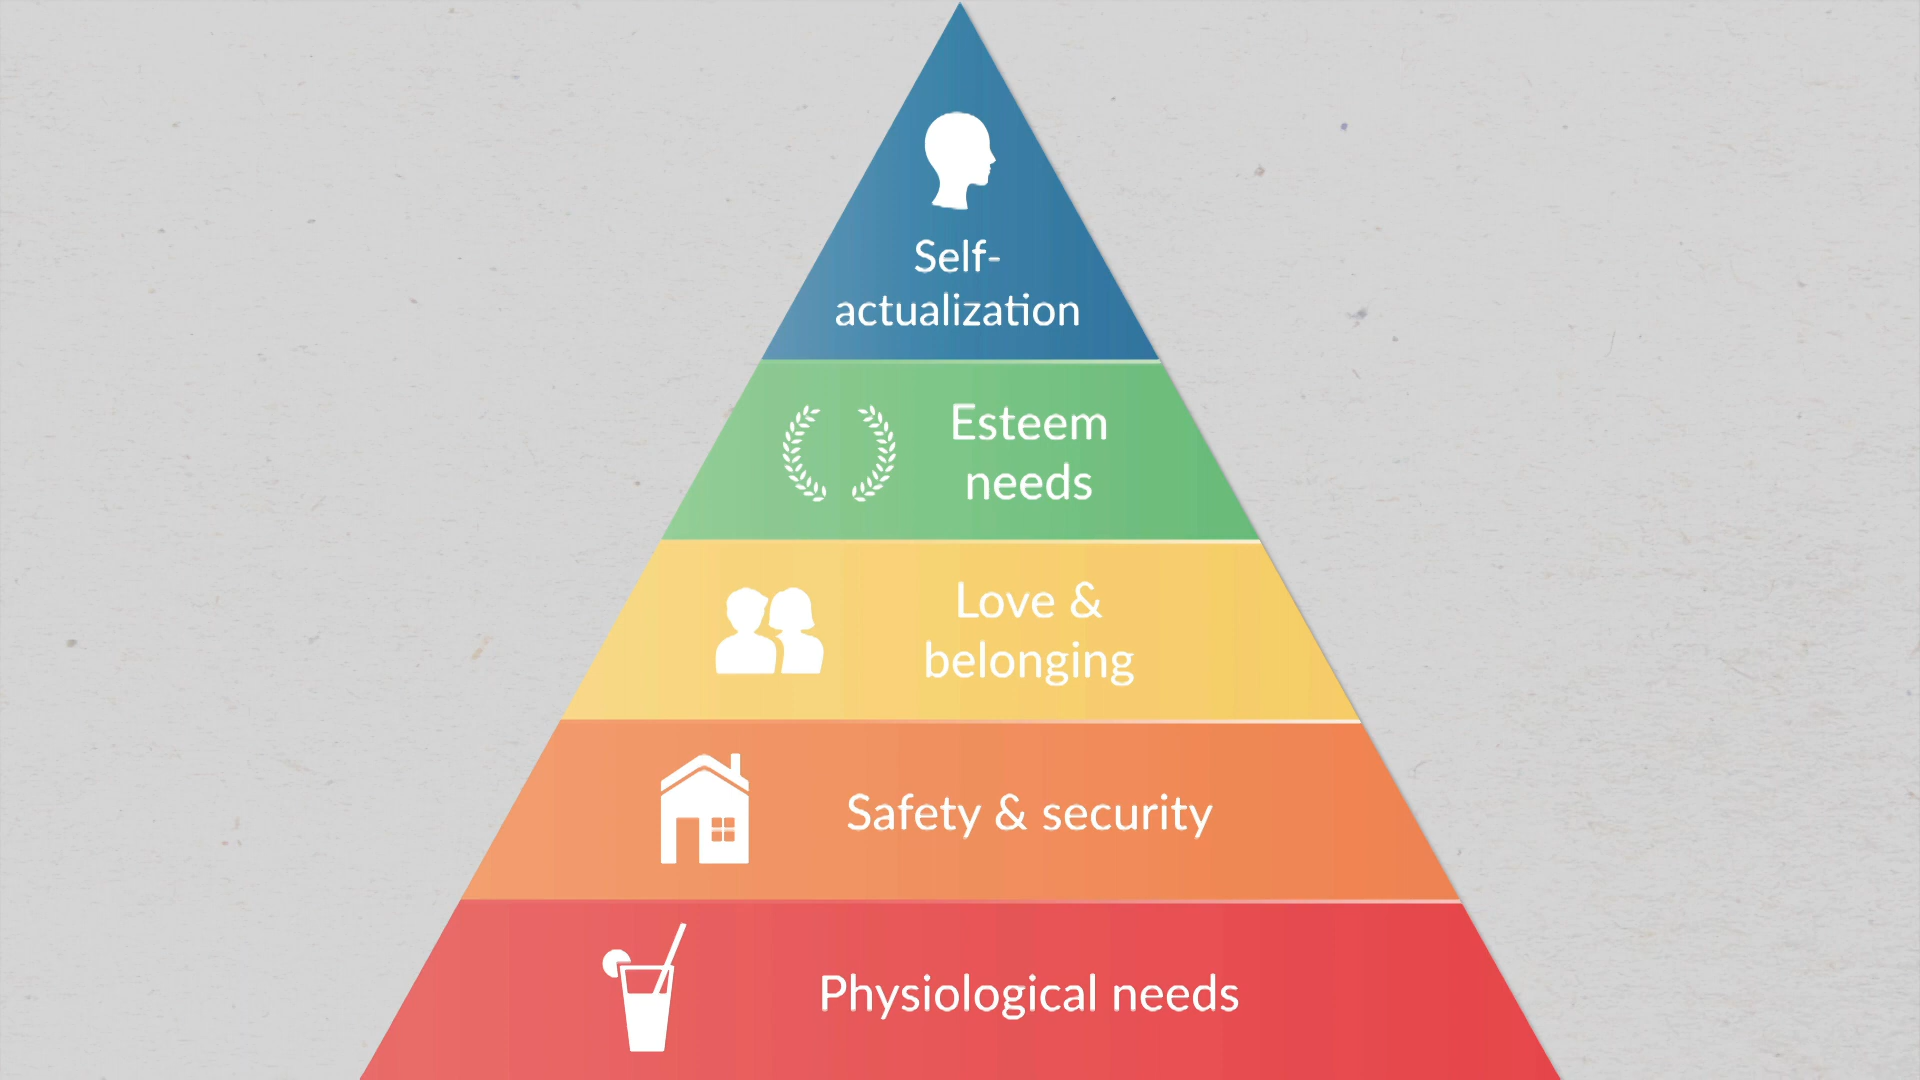 Self-
actualization
Esteem
needs
Love &
belonging
Safety & security
Physiological needs